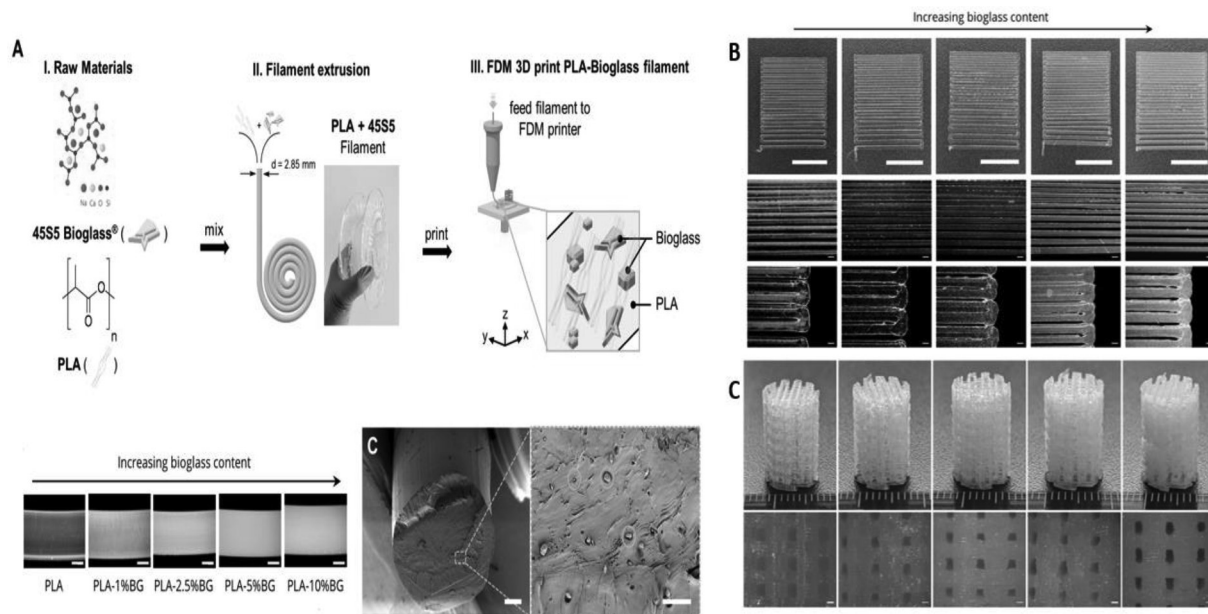 A
I. Raw Materials
Na Ca O Si
45S5 Bioglass® ( )
O
O
n
PLA ( )
mix
II. Filament extrusion
+
d = 2.85 mm
PLA + 45S5
Filament
print
III. FDM 3D print PLA-Bioglass filament
feed filament to
FDM printer
Bioglass
PLA
z
y
x
Increasing bioglass content
PLA
PLA-1%BG
PLA-2.5%BG
PLA-5%BG
PLA-10%BG
C
Increasing bioglass content
B
C